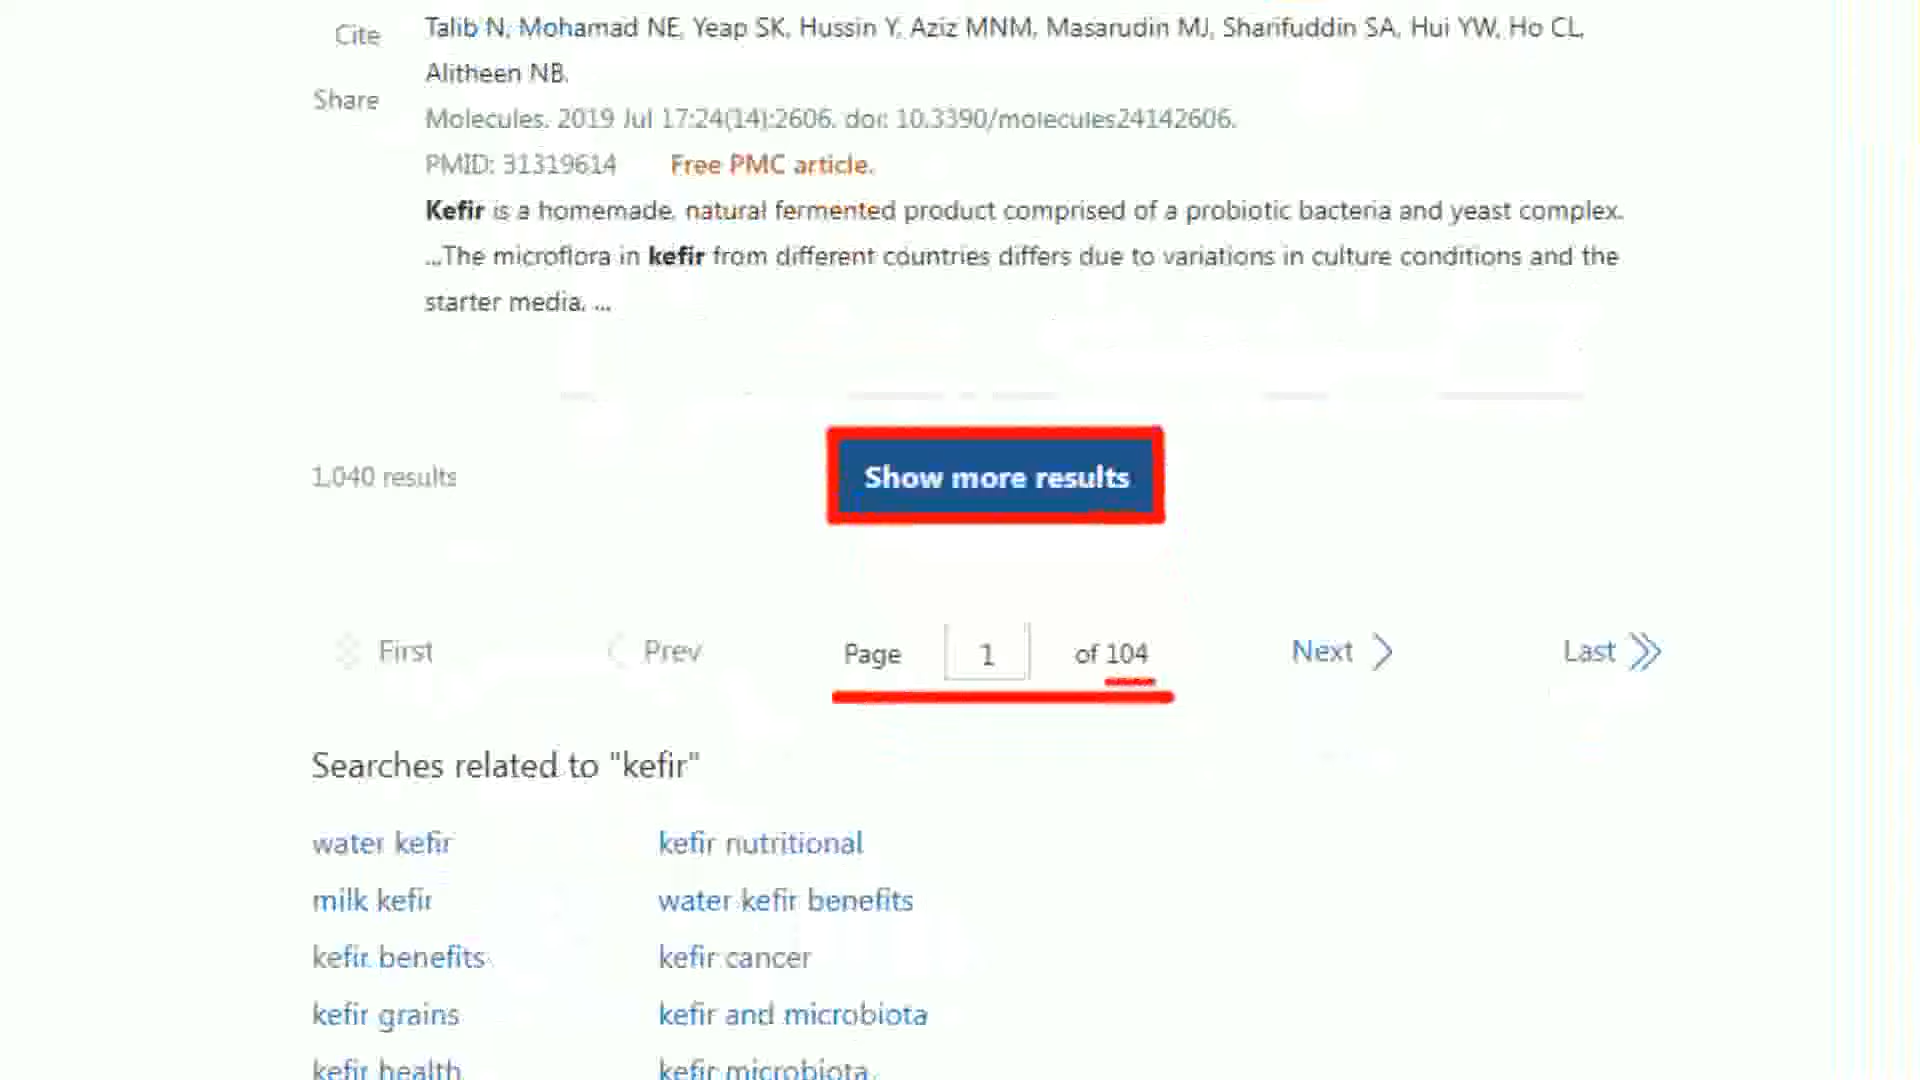 Cite
Talib N, Mohamad NE, Yeap SK, Hussin Y, Aziz MNM, Masarudin MJ, Sharifuddin SA, Hui YW, Ho CL,
Alitheen NB.
Share
Molecules. 2019 Jul 17;24(14):2606. doi: 10.3390/molecules24142606.
PMID: 31319614 Free PMC article.
Kefir is a homemade, natural fermented product comprised of a probiotic bacteria and yeast complex.
...The microflora in kefir from different countries differs due to variations in culture conditions and the
starter media. ...
1,040 results
Show more results
First Prev Page 1 of 104 Next Last
Searches related to "kefir"
water kefir kefir nutritional
milk kefir water kefir benefits
kefir benefits kefir cancer
kefir grains kefir and microbiota
kefir health kefir microbiota